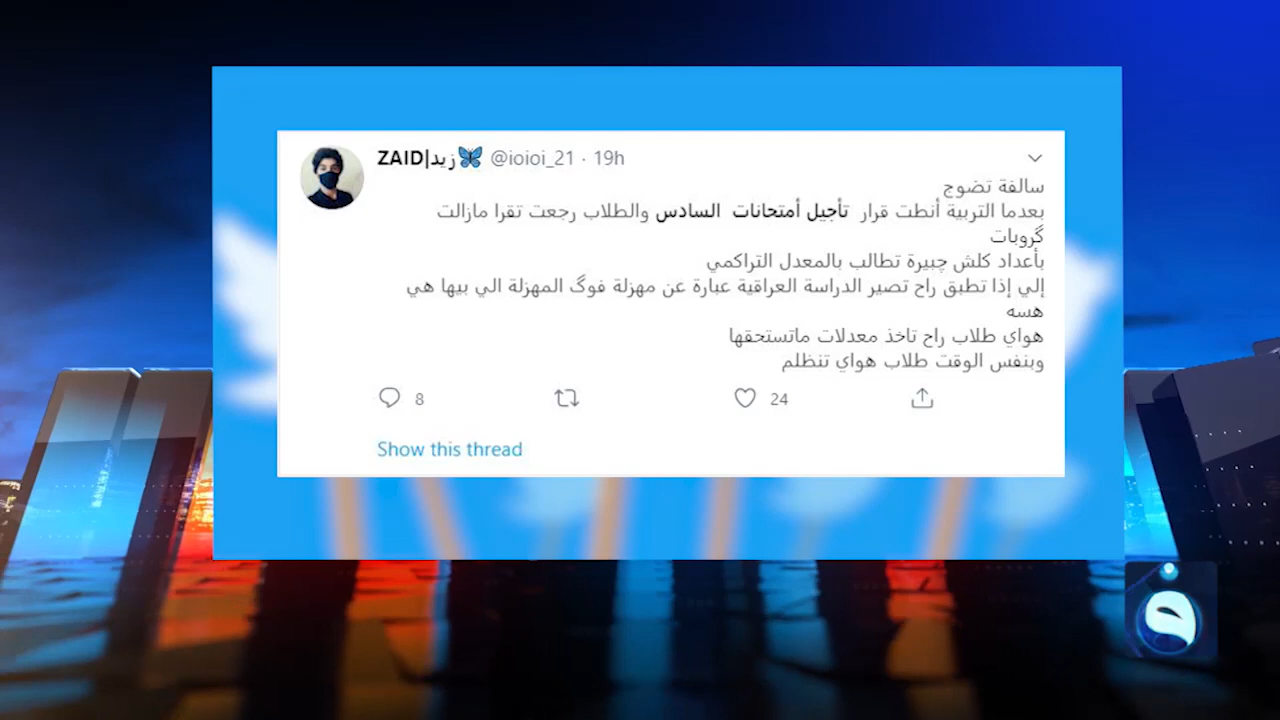 ZAID|زيد🦋 @ioioi_21 · 19h
سالفة تضوج
بعدما التربية أنطت قرار تأجيل أمتحانات السادس والطلاب رجعت تقرا مازالت
گروبات
بأعداد كلش چبيرة تطالب بالمعدل التراكمي
إلي إذا تطبق راح تصير الدراسة العراقية عبارة عن مهزلة فوگ المهزلة الي بيها هي
هسه
هواي طلاب راح تاخذ معدلات ماتستحقها
وبنفس الوقت طلاب هواي تنظلم
8 24
Show this thread